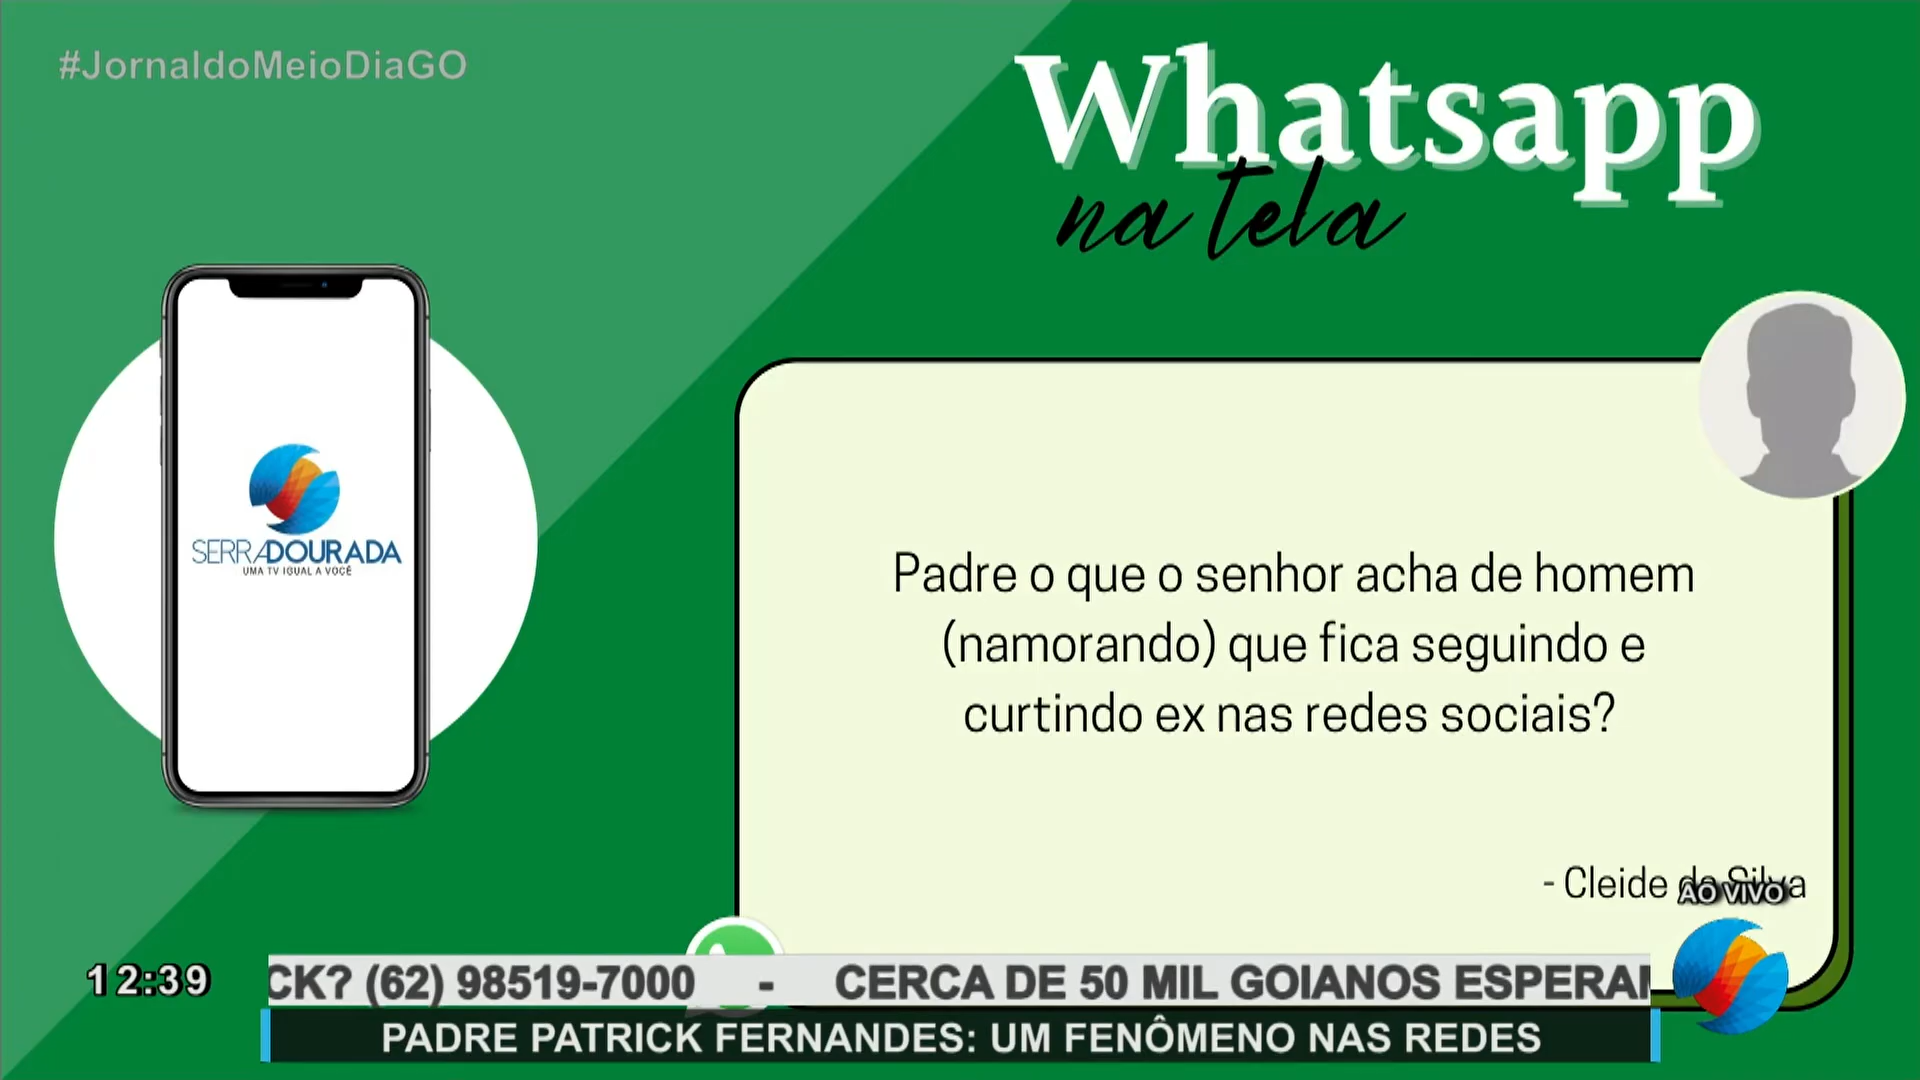 #JornaldoMeioDiaGO
Whatsapp
na tela
SERRADOURADA
UMA TV IGUAL A VOCÊ
Padre o que o senhor acha de homem
(namorando) que fica seguindo e
curtindo ex nas redes sociais?
- Cleide da Silva
AO VIVO
12:39
CK? (62) 98519-7000 - CERCA DE 50 MIL GOIANOS ESPERA
PADRE PATRICK FERNANDES: UM FENÔMENO NAS REDES